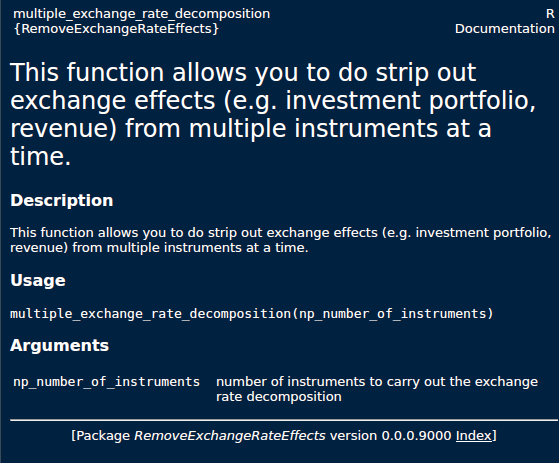 multiple_exchange_rate_decomposition R
{RemoveExchangeRateEffects} Documentation
This function allows you to do strip out
exchange effects (e.g. investment portfolio,
revenue) from multiple instruments at a
time.
Description
This function allows you to do strip out exchange effects (e.g. investment portfolio,
revenue) from multiple instruments at a time.
Usage
multiple_exchange_rate_decomposition(np_number_of_instruments)
Arguments
np_number_of_instruments number of instruments to carry out the exchange
rate decomposition
[Package RemoveExchangeRateEffects version 0.0.0.9000 Index]